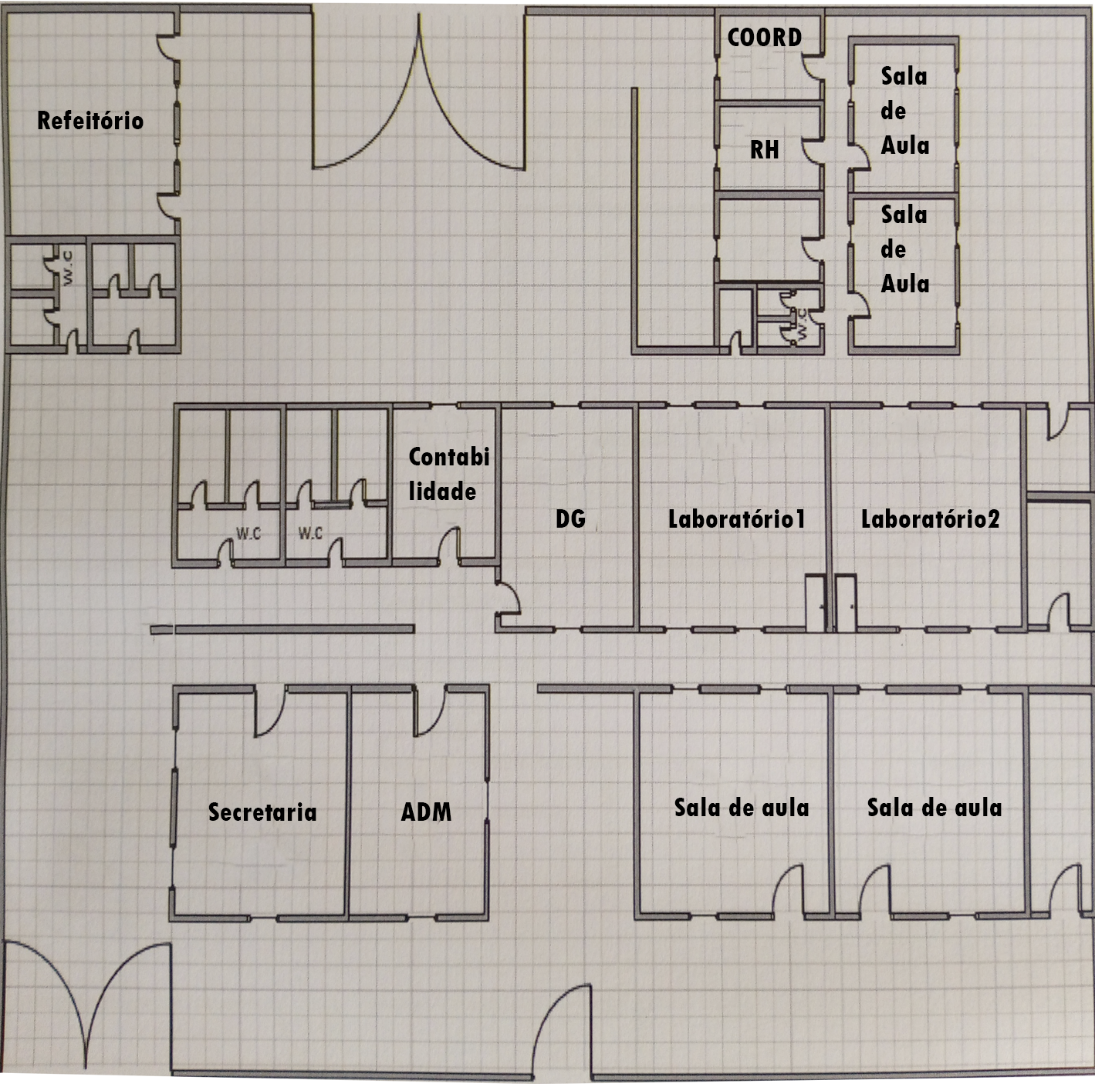 COORD
Refeitório
Sala
de
Aula
RH
Sala
de
Aula
W.C
W.C
Contabi
lidade
DG
Laboratório1
Laboratório2
W.C
W.C
Secretaria
ADM
Sala de aula
Sala de aula